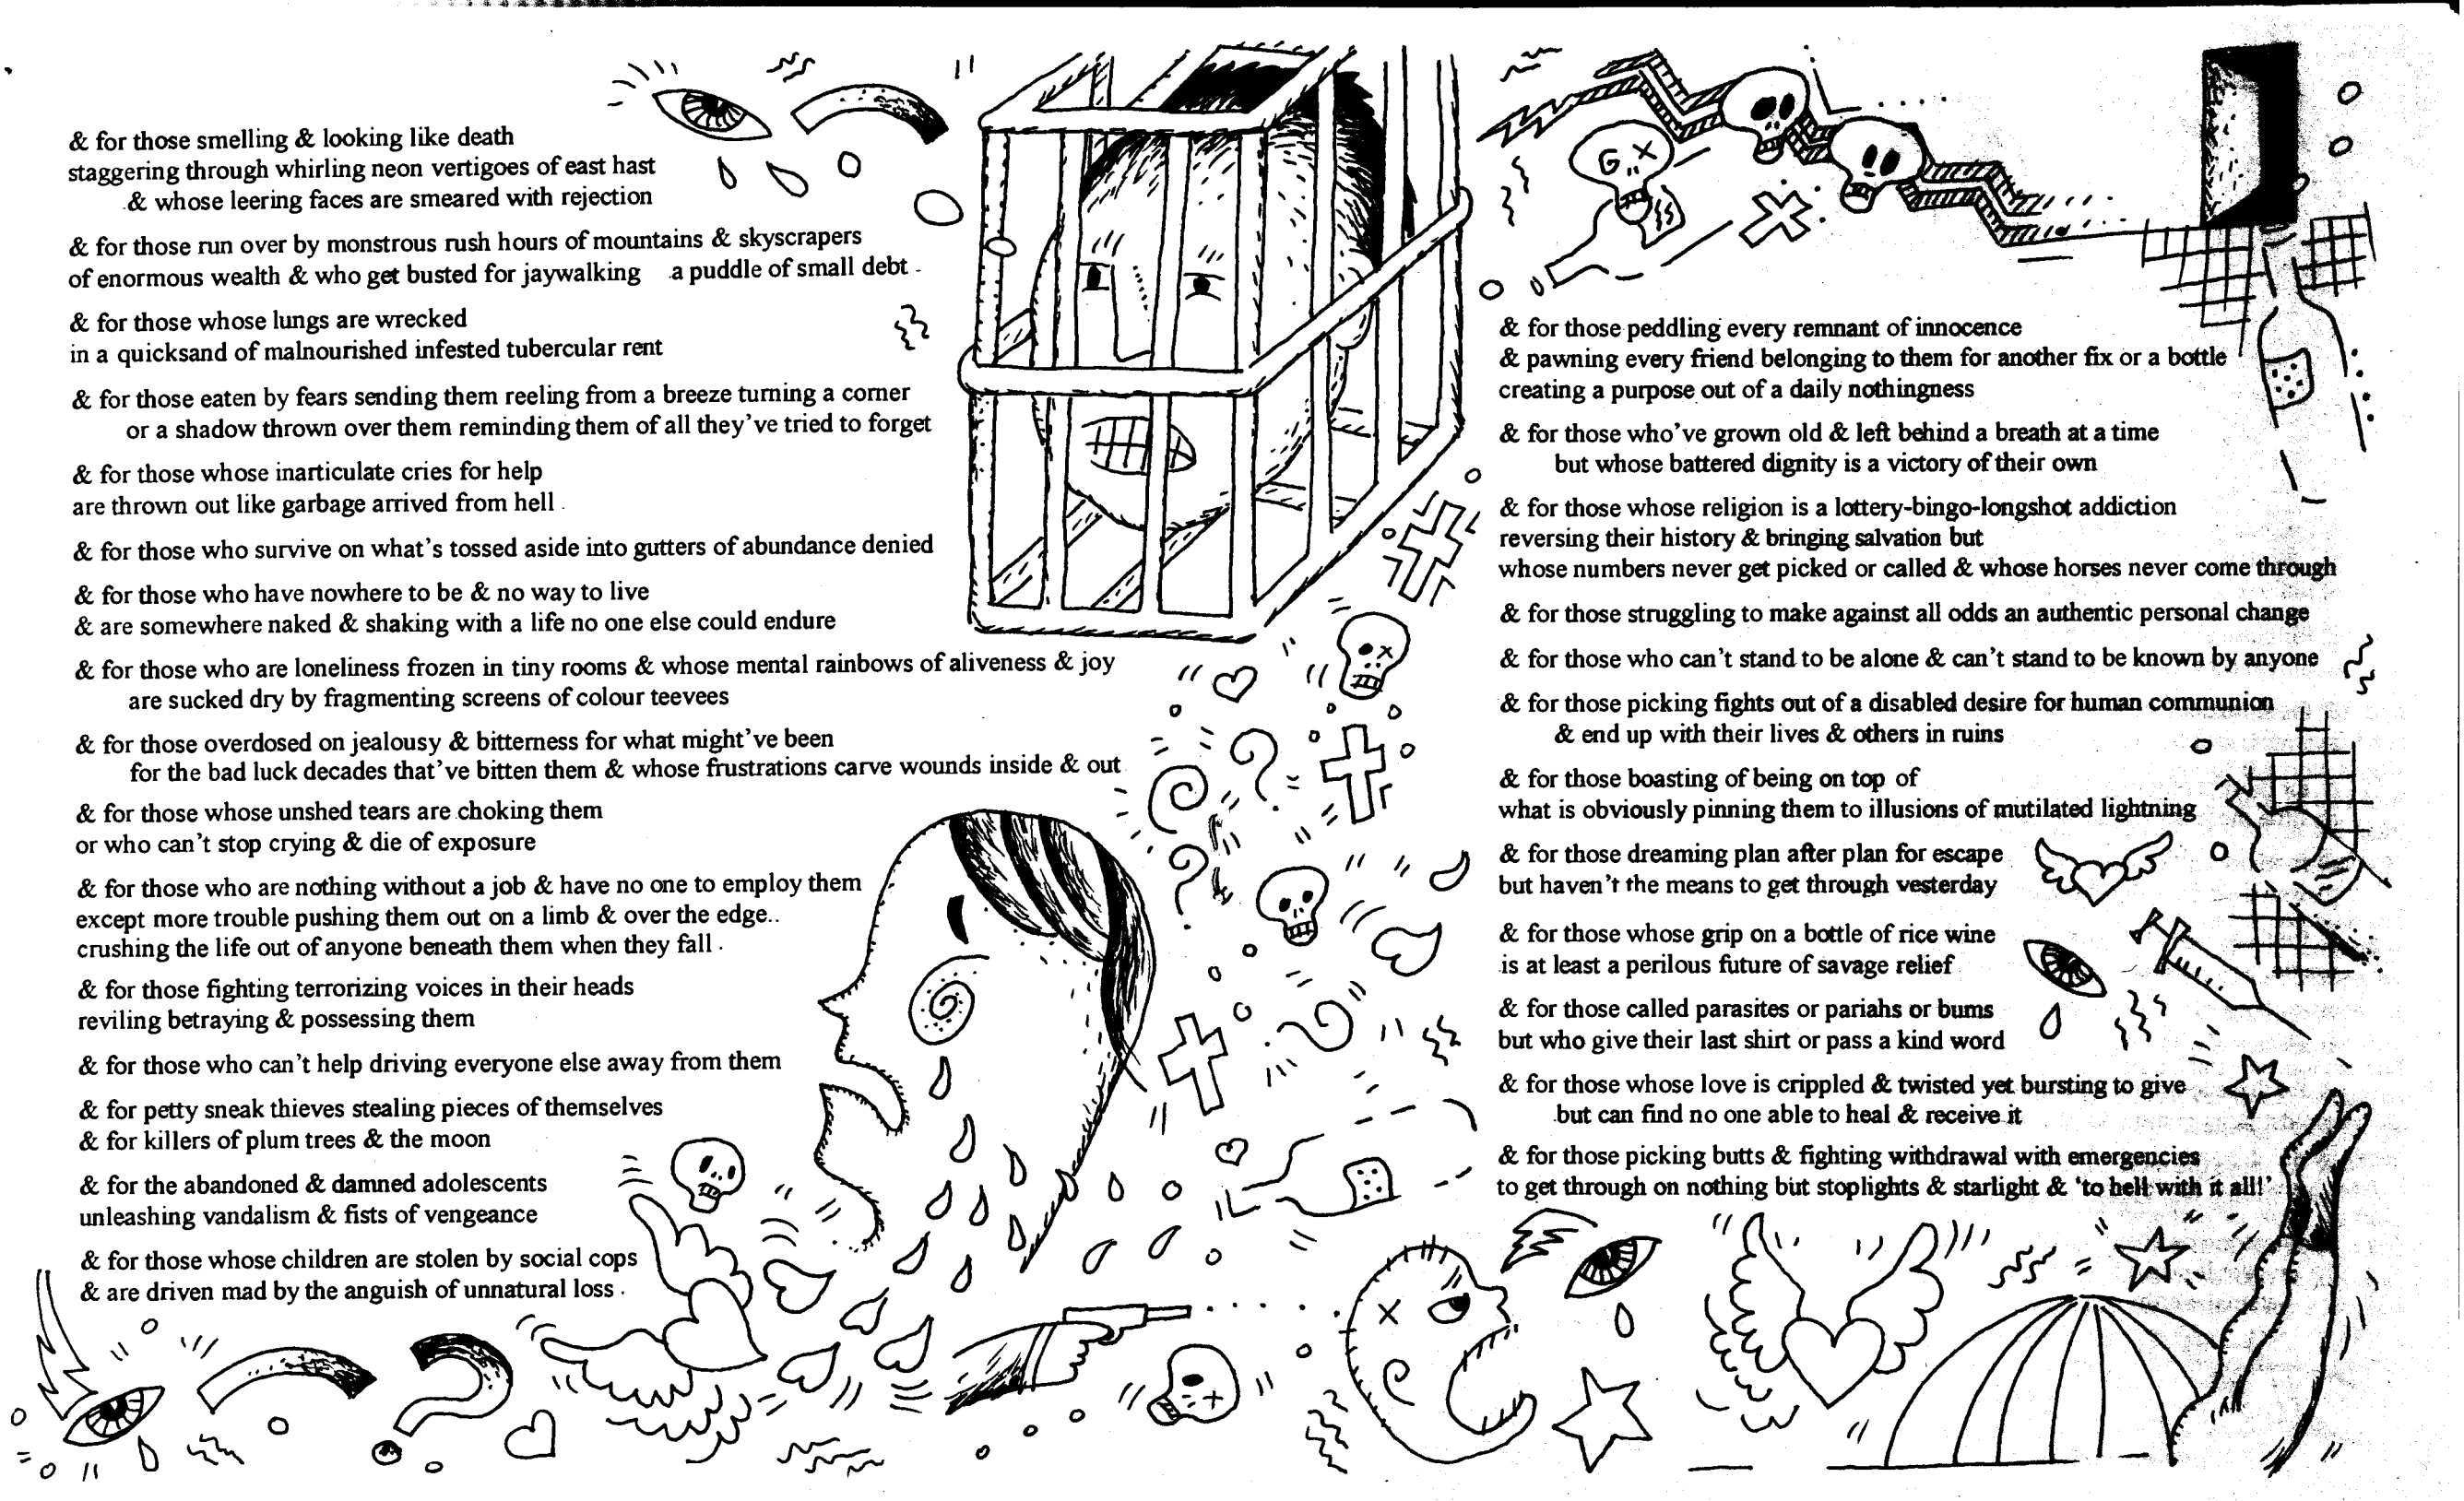 & for those smelling & looking like death
staggering through whirling neon vertigoes of east hast
& whose leering faces are smeared with rejection
& for those run over by monstrous rush hours of mountains & skyscrapers
of enormous wealth & who get busted for jaywalking a puddle of small debt
& for those whose lungs are wrecked
in a quicksand of malnourished infested tubercular rent
& for those eaten by fears sending them reeling from a breeze turning a corner
or a shadow thrown over them reminding them of all they've tried to forget
& for those whose inarticulate cries for help
are thrown out like garbage arrived from hell
& for those who survive on what's tossed aside into gutters of abundance denied
& for those who have nowhere to be & no way to live
& are somewhere naked & shaking with a life no one else could endure
& for those who are loneliness frozen in tiny rooms & whose mental rainbows of aliveness & joy
are sucked dry by fragmenting screens of colour teevees
& for those overdosed on jealousy & bitterness for what might've been
for the bad luck decades that've bitten them & whose frustrations carve wounds inside & out
& for those whose unshed tears are choking them
or who can't stop crying & die of exposure
& for those who are nothing without a job & have no one to employ them
except more trouble pushing them out on a limb & over the edge..
crushing the life out of anyone beneath them when they fall .
& for those fighting terrorizing voices in their heads
reviling betraying & possessing them
& for those who can't help driving everyone else away from them
& for petty sneak thieves stealing pieces of themselves
& for killers of plum trees & the moon
& for the abandoned & damned adolescents
unleashing vandalism & fists of vengeance
& for those whose children are stolen by social cops
& are driven mad by the anguish of unnatural loss .
& for those peddling every remnant of innocence
& pawning every friend belonging to them for another fix or a bottle
creating a purpose out of a daily nothingness
& for those who've grown old & left behind a breath at a time
but whose battered dignity is a victory of their own
& for those whose religion is a lottery-bingo-longshot addiction
reversing their history & bringing salvation but
whose numbers never get picked or called & whose horses never come through
& for those struggling to make against all odds an authentic personal change
& for those who can't stand to be alone & can't stand to be known by anyone
& for those picking fights out of a disabled desire for human communion
& end up with their lives & others in ruins
& for those boasting of being on top of
what is obviously pinning them to illusions of mutilated lightning
& for those dreaming plan after plan for escape
but haven't the means to get through yesterday
& for those whose grip on a bottle of rice wine
is at least a perilous future of savage relief
& for those called parasites or pariahs or bums
but who give their last shirt or pass a kind word
& for those whose love is crippled & twisted yet bursting to give
but can find no one able to heal & receive it
& for those picking butts & fighting withdrawal with emergencies
to get through on nothing but stoplights & starlight & 'to hell with it all!'